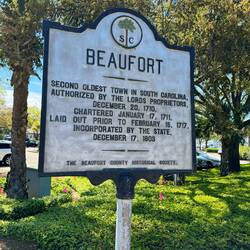 S C
BEAUFORT
SECOND OLDEST TOWN IN SOUTH CAROLINA,
AUTHORIZED BY THE LORDS PROPRIETORS,
DECEMBER 20, 1710.
CHARTERED JANUARY 17, 1711.
LAID OUT PRIOR TO FEBRUARY 16, 1717.
INCORPORATED BY THE STATE,
DECEMBER 17, 1803
THE BEAUFORT COUNTY HISTORICAL SOCIETY,